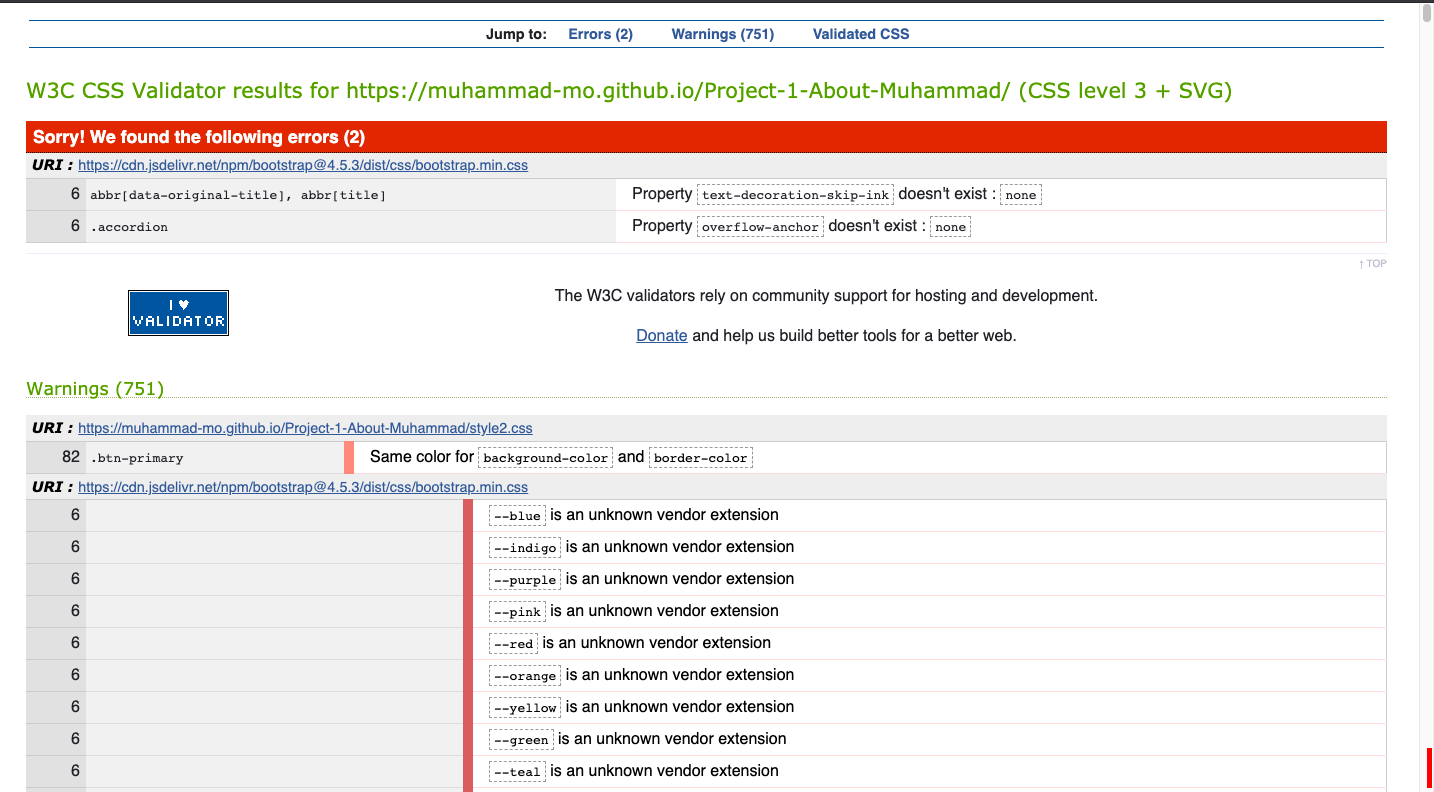 Jump to: Errors (2) Warnings (751) Validated CSS
W3C CSS Validator results for https://muhammad-mo.github.io/Project-1-About-Muhammad/ (CSS level 3 + SVG)
Sorry! We found the following errors (2)
URI : https://cdn.jsdelivr.net/npm/bootstrap@4.5.3/dist/css/bootstrap.min.css
6 abbr[data-original-title], abbr[title] Property text-decoration-skip-ink doesn't exist : none
6 .accordion Property overflow-anchor doesn't exist : none
↑ TOP
I ♥
VALIDATOR
The W3C validators rely on community support for hosting and development.
Donate and help us build better tools for a better web.
Warnings (751)
URI : https://muhammad-mo.github.io/Project-1-About-Muhammad/style2.css
82 .btn-primary Same color for background-color and border-color
URI : https://cdn.jsdelivr.net/npm/bootstrap@4.5.3/dist/css/bootstrap.min.css
6 --blue is an unknown vendor extension
6 --indigo is an unknown vendor extension
6 --purple is an unknown vendor extension
6 --pink is an unknown vendor extension
6 --red is an unknown vendor extension
6 --orange is an unknown vendor extension
6 --yellow is an unknown vendor extension
6 --green is an unknown vendor extension
6 --teal is an unknown vendor extension